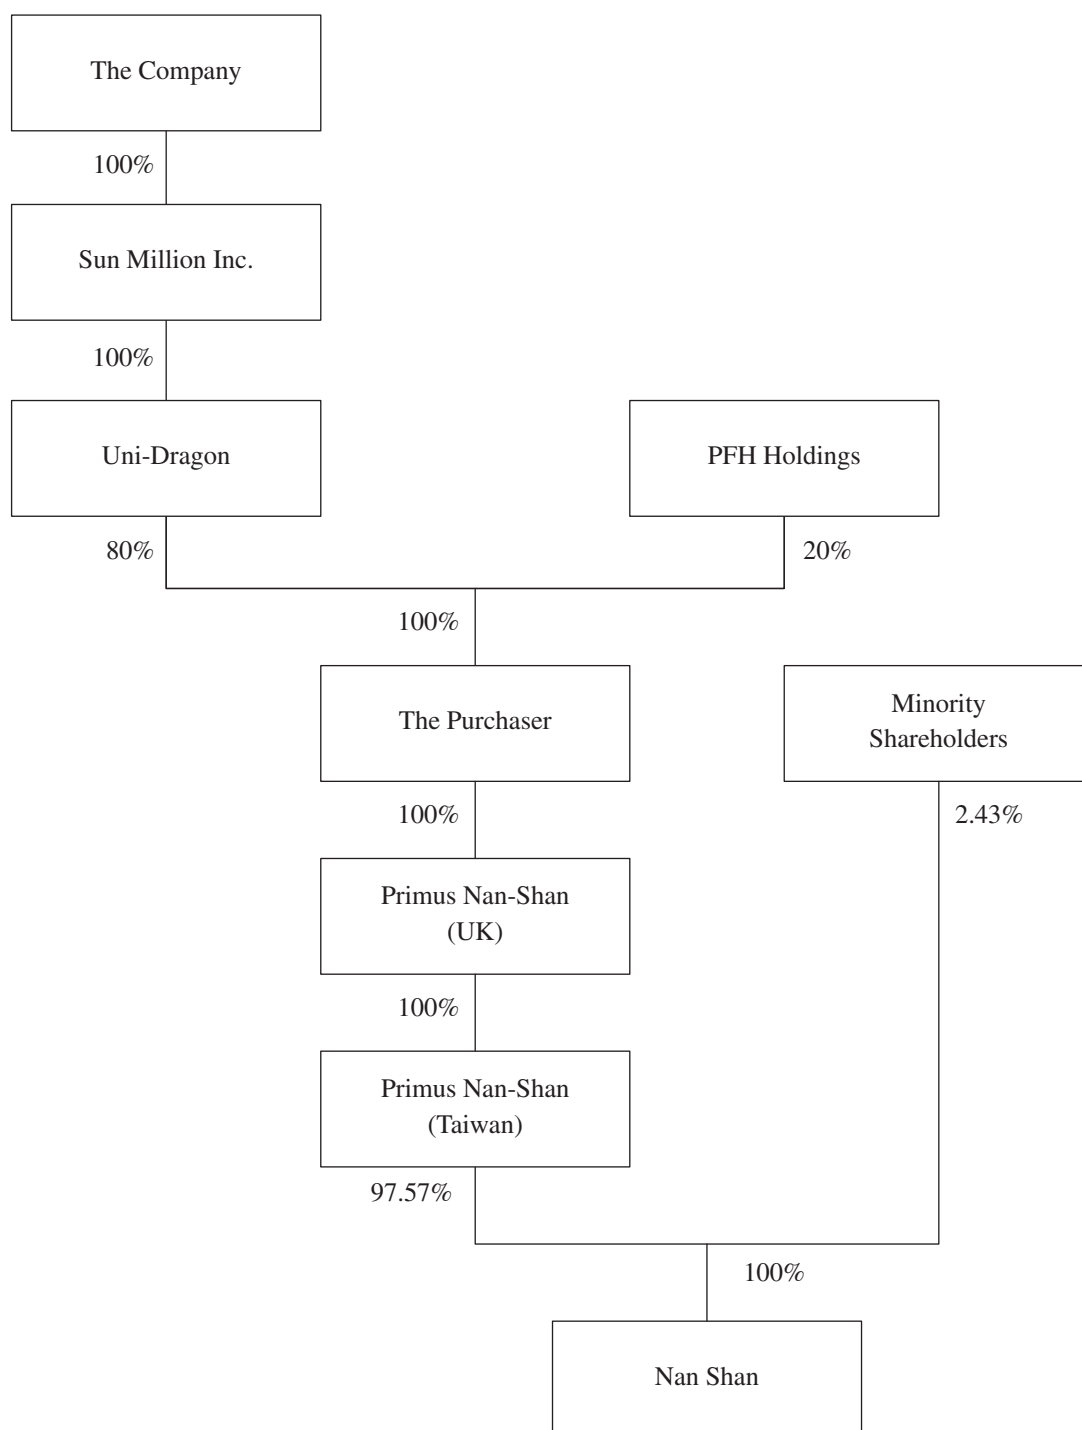 The Company
100%
Sun Million Inc.
100%
Uni-Dragon
PFH Holdings
80%
20%
100%
The Purchaser
Minority
Shareholders
100%
2.43%
Primus Nan-Shan
(UK)
100%
Primus Nan-Shan
(Taiwan)
97.57%
100%
Nan Shan